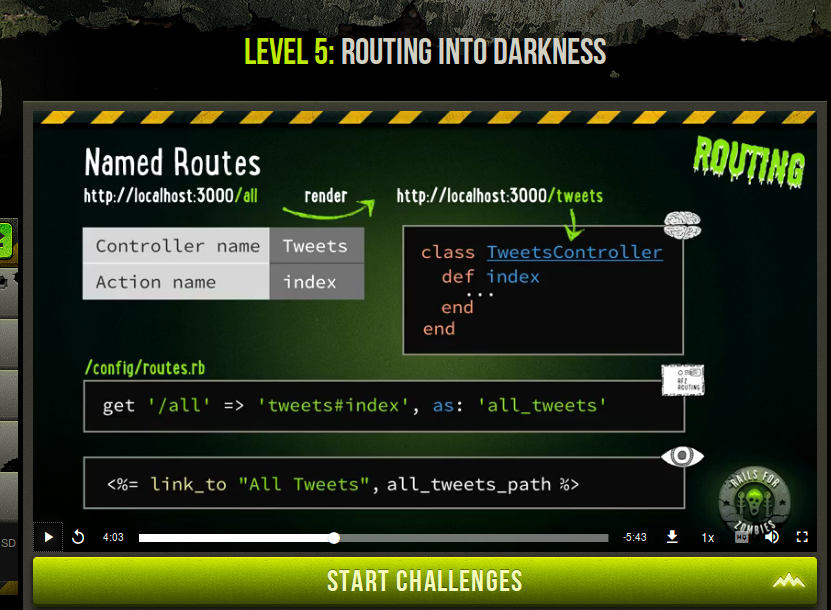 LEVEL 5: ROUTING INTO DARKNESS
ROUTING
Named Routes
http://localhost:3000/all render http://localhost:3000/tweets
Controller name Tweets
Action name index
class TweetsController
def index
...
end
end
/config/routes.rb
RFZ
ROUTING
get '/all' => 'tweets#index', as: 'all_tweets'
<%= link_to "All Tweets", all_tweets_path %>
RAILS FOR
ZOMBIES
SD
4:03
-5:43
1x
HQ
START CHALLENGES